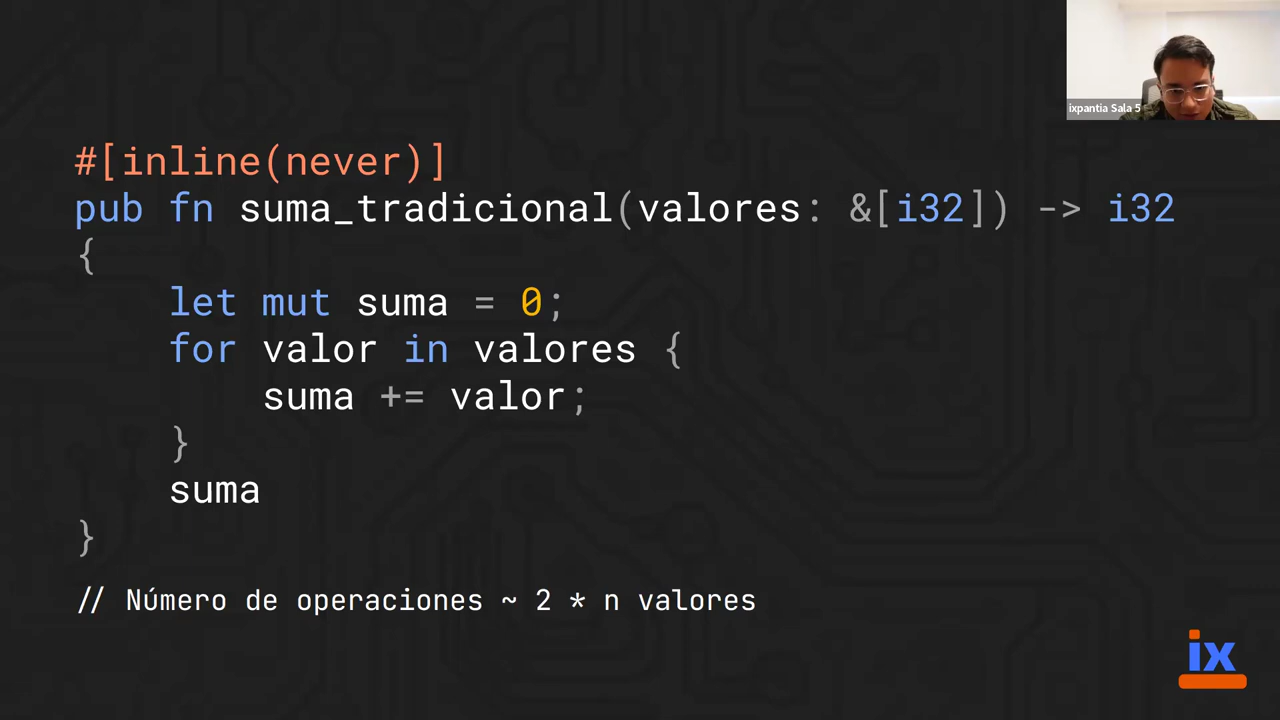 ixpantia Sala 5
#[inline(never)]
pub fn suma_tradicional(valores: &[i32]) -> i32
{
    let mut suma = 0;
    for valor in valores {
        suma += valor;
    }
    suma
}
// Número de operaciones ~ 2 * n valores
ix